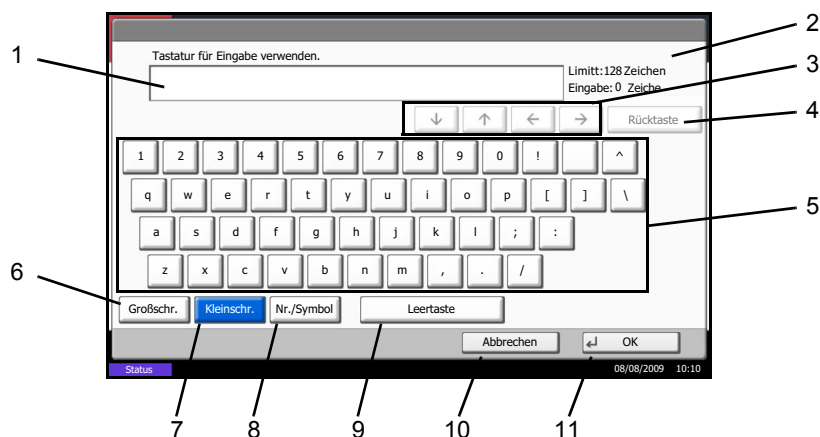 2
Tastatur für Eingabe verwenden.
1
Limitt:128 Zeichen
3
Eingabe:0 Zeiche
↓ ↑ ← → Rücktaste
4
1 2 3 4 5 6 7 8 9 0 ! ^
q w e r t y u i o p [ ] \
5
a s d f g h j k l ; :
z x c v b n m , . /
6
Großschr. Kleinschr. Nr./Symbol Leertaste
Abbrechen OK
Status 08/08/2009 10:10
7 8 9 10 11